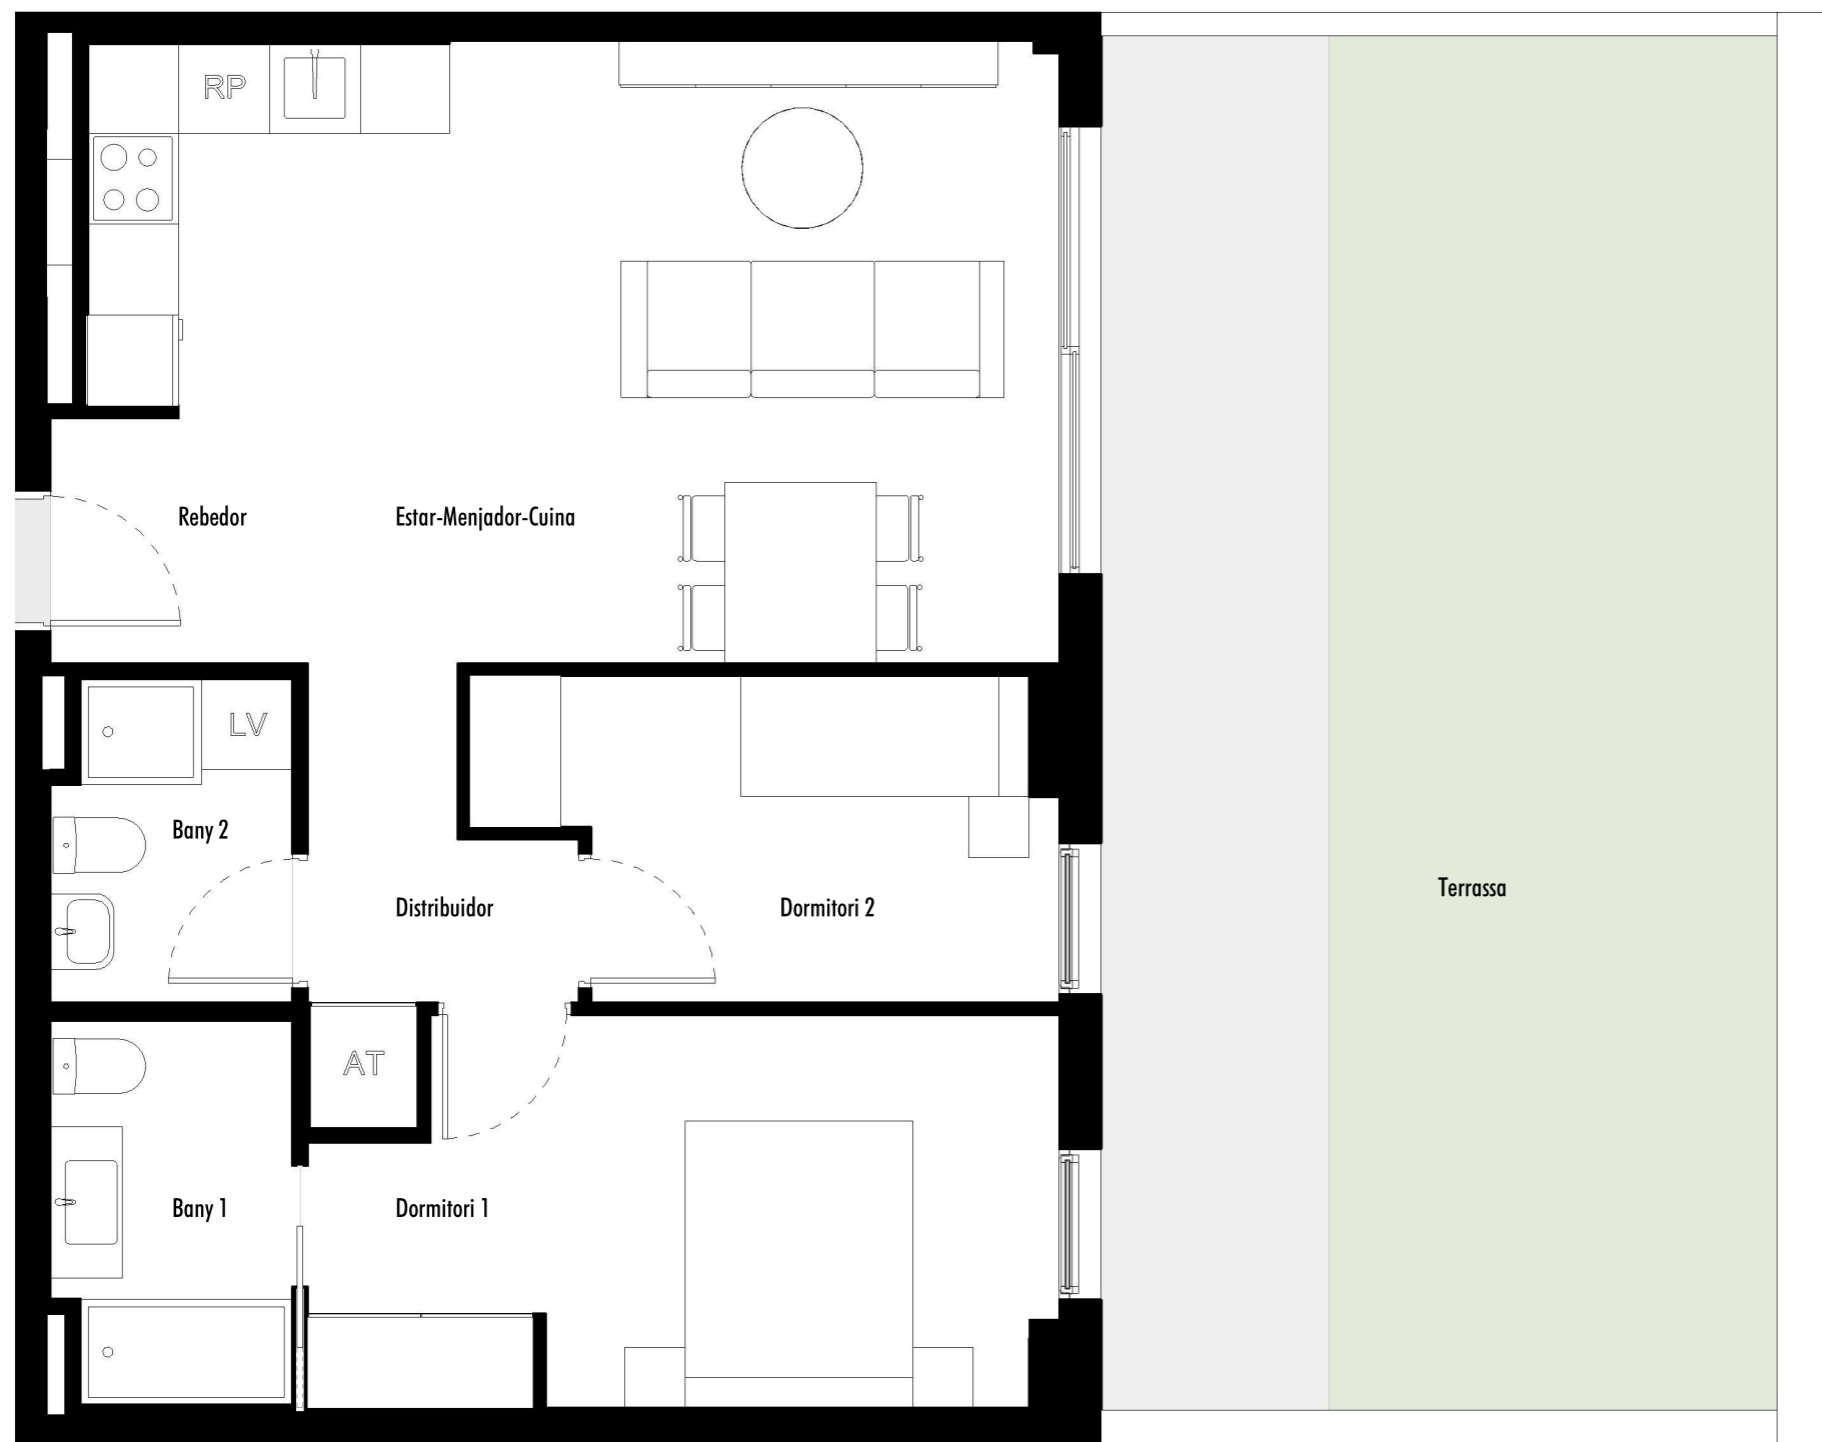 RP
Rebedor
Estar-Menjador-Cuina
LV
Bany 2
Distribuidor
Dormitori 2
Terrassa
AT
Bany 1
Dormitori 1